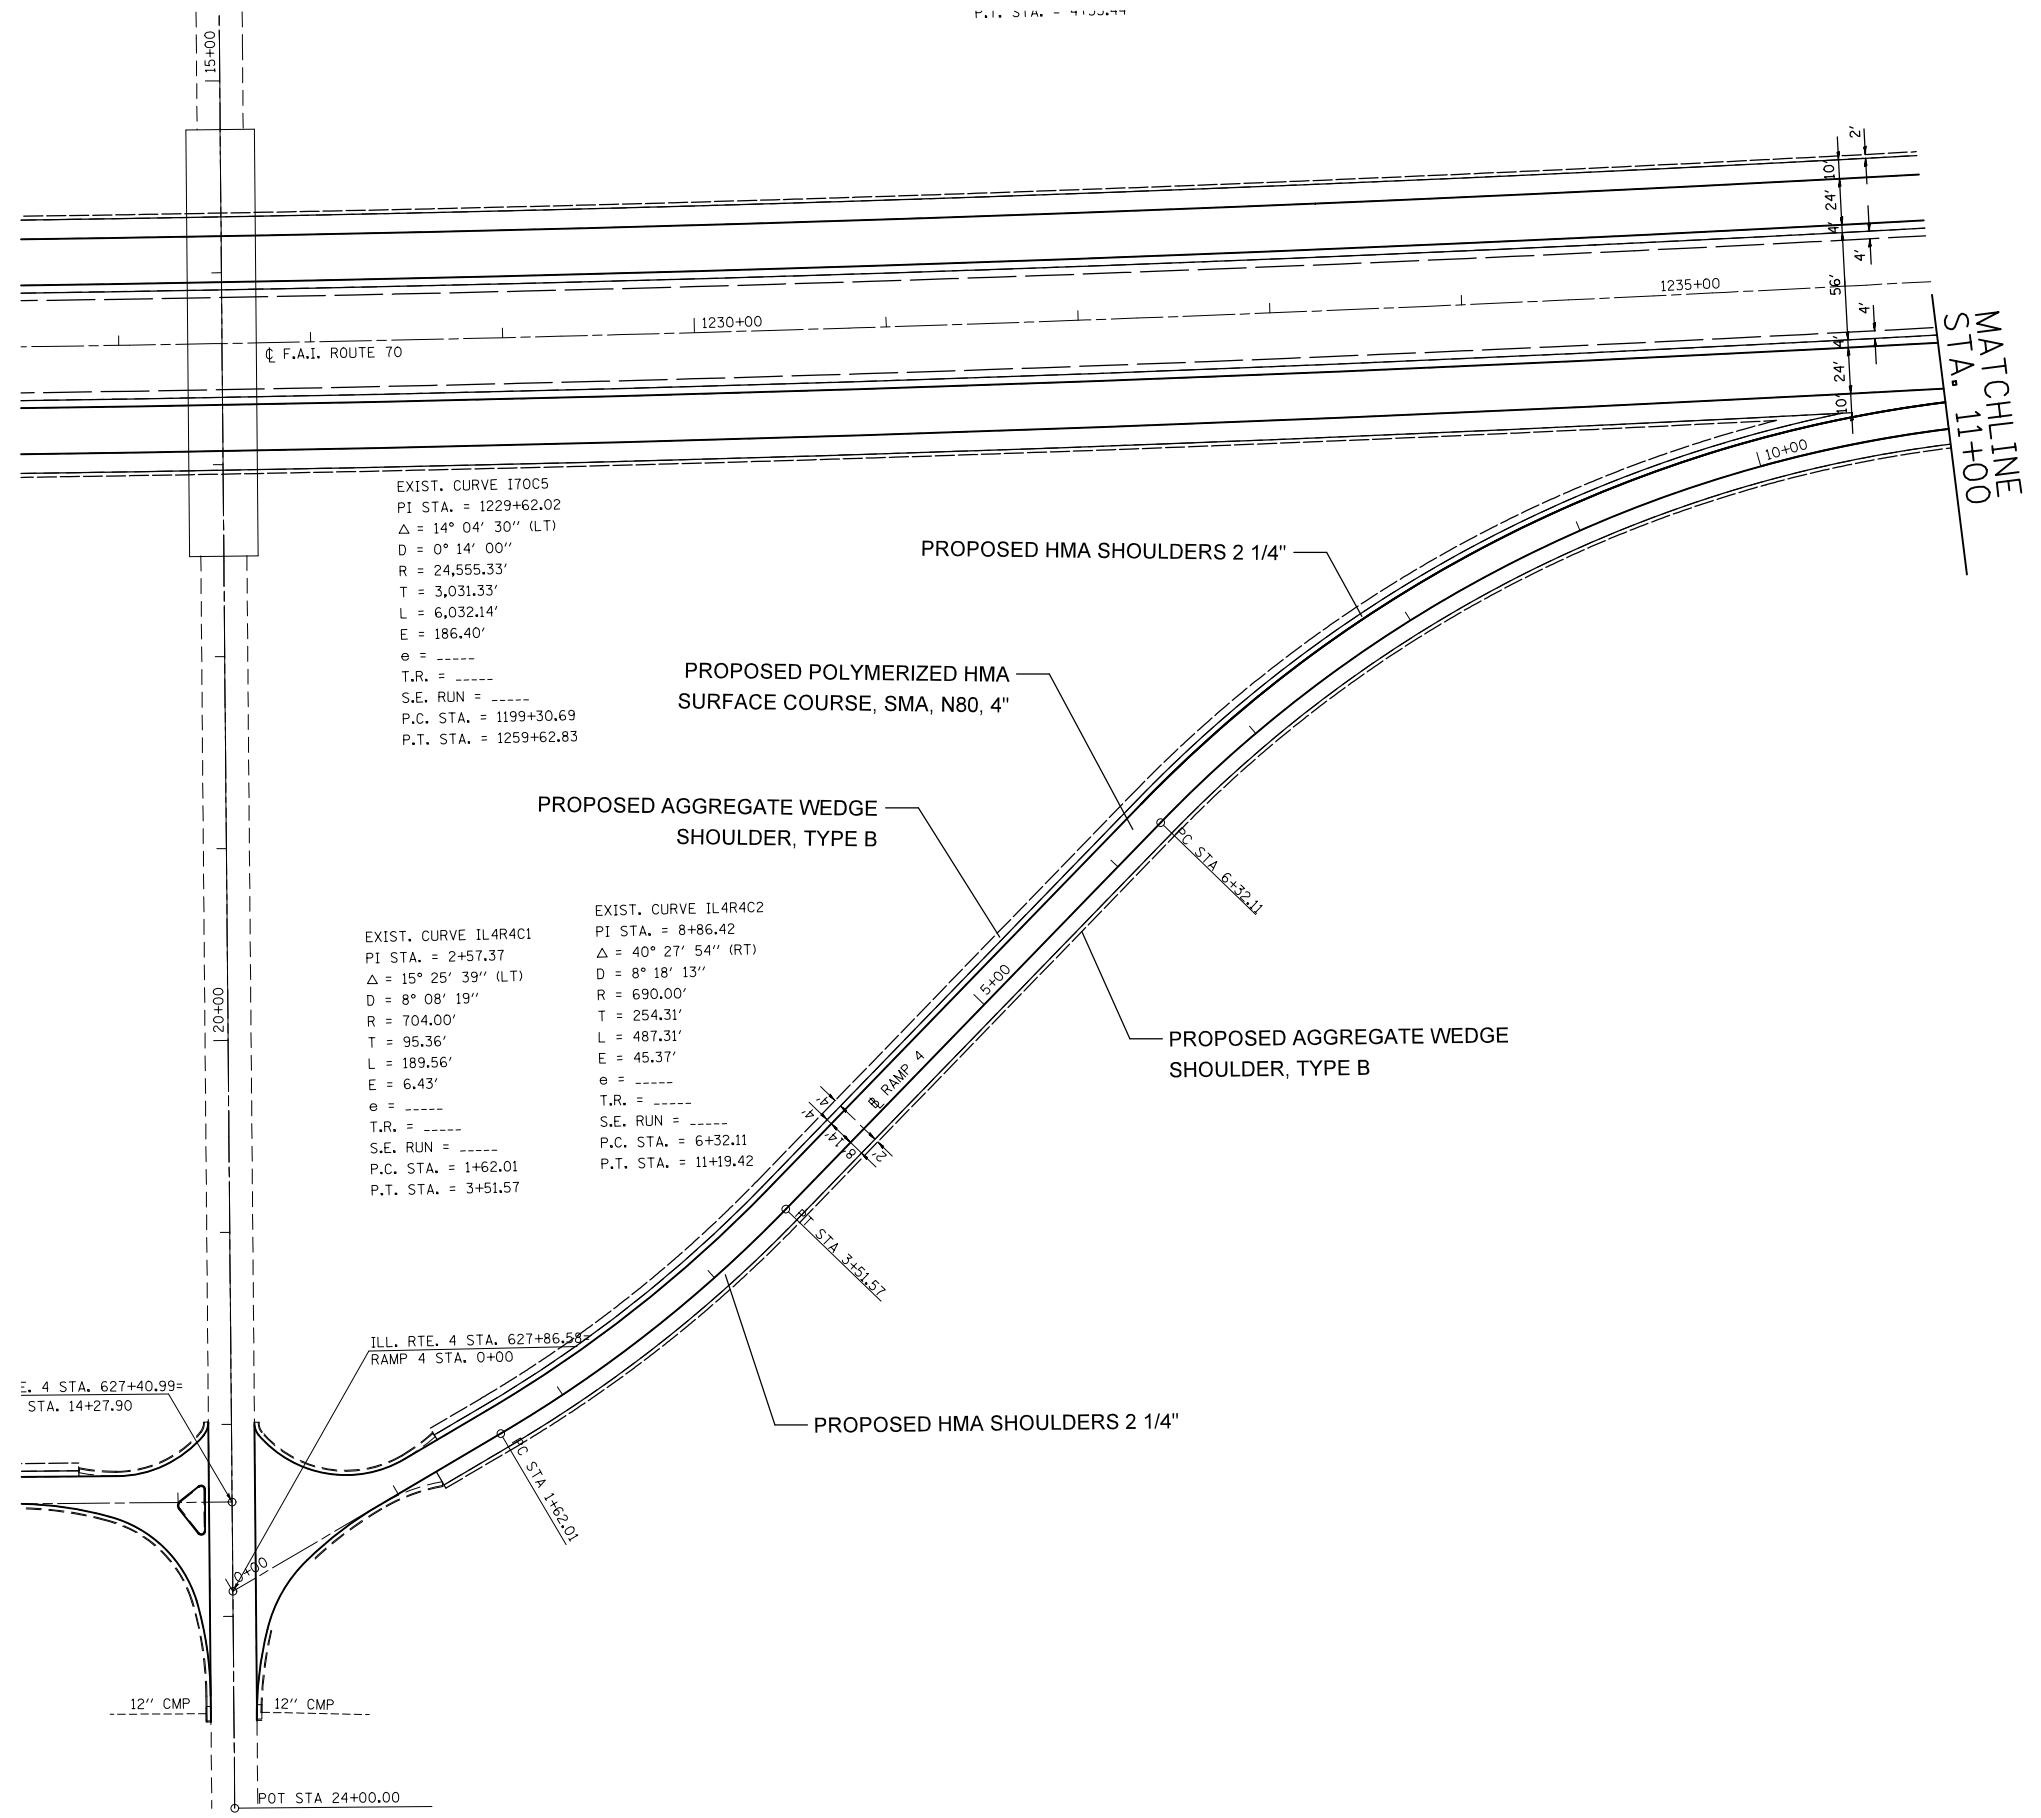 P.T. STA. = 4+55.44
15+00
2'
10'
24'
4'
4'
56'
4'
4'
24'
10'
1235+00
1230+00
℄ F.A.I. ROUTE 70
MATCHLINE
STA. 11+00
10+00
EXIST. CURVE I70C5
PI STA. = 1229+62.02
Δ = 14° 04' 30'' (LT)
D = 0° 14' 00''
R = 24,555.33'
T = 3,031.33'
L = 6,032.14'
E = 186.40'
e = _____
T.R. = _____
S.E. RUN = _____
P.C. STA. = 1199+30.69
P.T. STA. = 1259+62.83
PROPOSED HMA SHOULDERS 2 1/4"
PROPOSED POLYMERIZED HMA
SURFACE COURSE, SMA, N80, 4"
PROPOSED AGGREGATE WEDGE
SHOULDER, TYPE B
PC STA 6+32.11
EXIST. CURVE IL4R4C1
PI STA. = 2+57.37
Δ = 15° 25' 39'' (LT)
D = 8° 08' 19''
R = 704.00'
T = 95.36'
L = 189.56'
E = 6.43'
e = _____
T.R. = _____
S.E. RUN = _____
P.C. STA. = 1+62.01
P.T. STA. = 3+51.57
EXIST. CURVE IL4R4C2
PI STA. = 8+86.42
Δ = 40° 27' 54'' (RT)
D = 8° 18' 13''
R = 690.00'
T = 254.31'
L = 487.31'
E = 45.37'
e = _____
T.R. = _____
S.E. RUN = _____
P.C. STA. = 6+32.11
P.T. STA. = 11+19.42
20+00
5+00
PROPOSED AGGREGATE WEDGE
SHOULDER, TYPE B
RAMP 4
4'
4'
14'
8'
2'
PT STA 3+51.57
ILL. RTE. 4 STA. 627+86.58=
RAMP 4 STA. 0+00
E. 4 STA. 627+40.99=
STA. 14+27.90
PROPOSED HMA SHOULDERS 2 1/4"
PC STA 1+62.01
0+00
12'' CMP
12'' CMP
POT STA 24+00.00